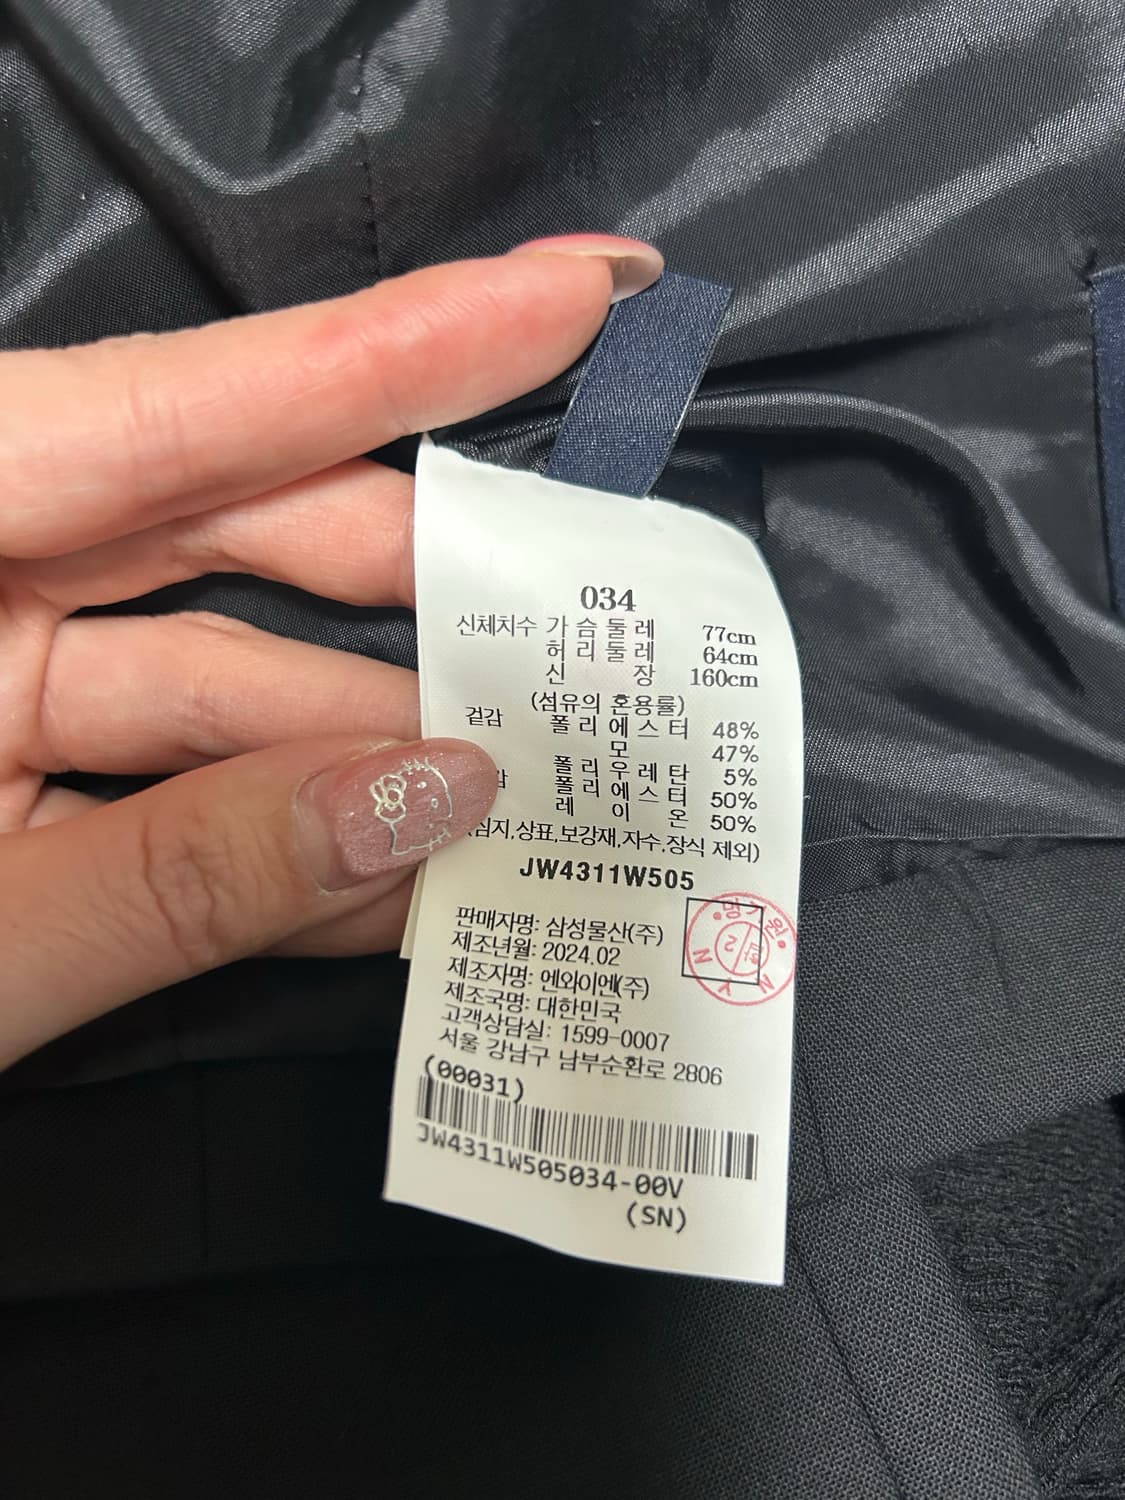 034
신체치수 가 슴 둘 레 77cm
허 리 둘 레 64cm
신 장 160cm
(섬유의 혼용률)
겉감 폴 리 에 스 터 48%
모 47%
폴 리 우 레 탄 5%
감 폴 리 에 스 터 50%
레 이 온 50%
심지,상표,보강재,자수,장식 제외)
JW4311W505
판매자명: 삼성물산(주)
제조년월: 2024.02
제조자명: 엔와이엔(주)
제조국명: 대한민국
고객상담실: 1599-0007
서울 강남구 남부순환로 2806
(00031)
JW4311W505034-00V
(SN)
N Y N
2